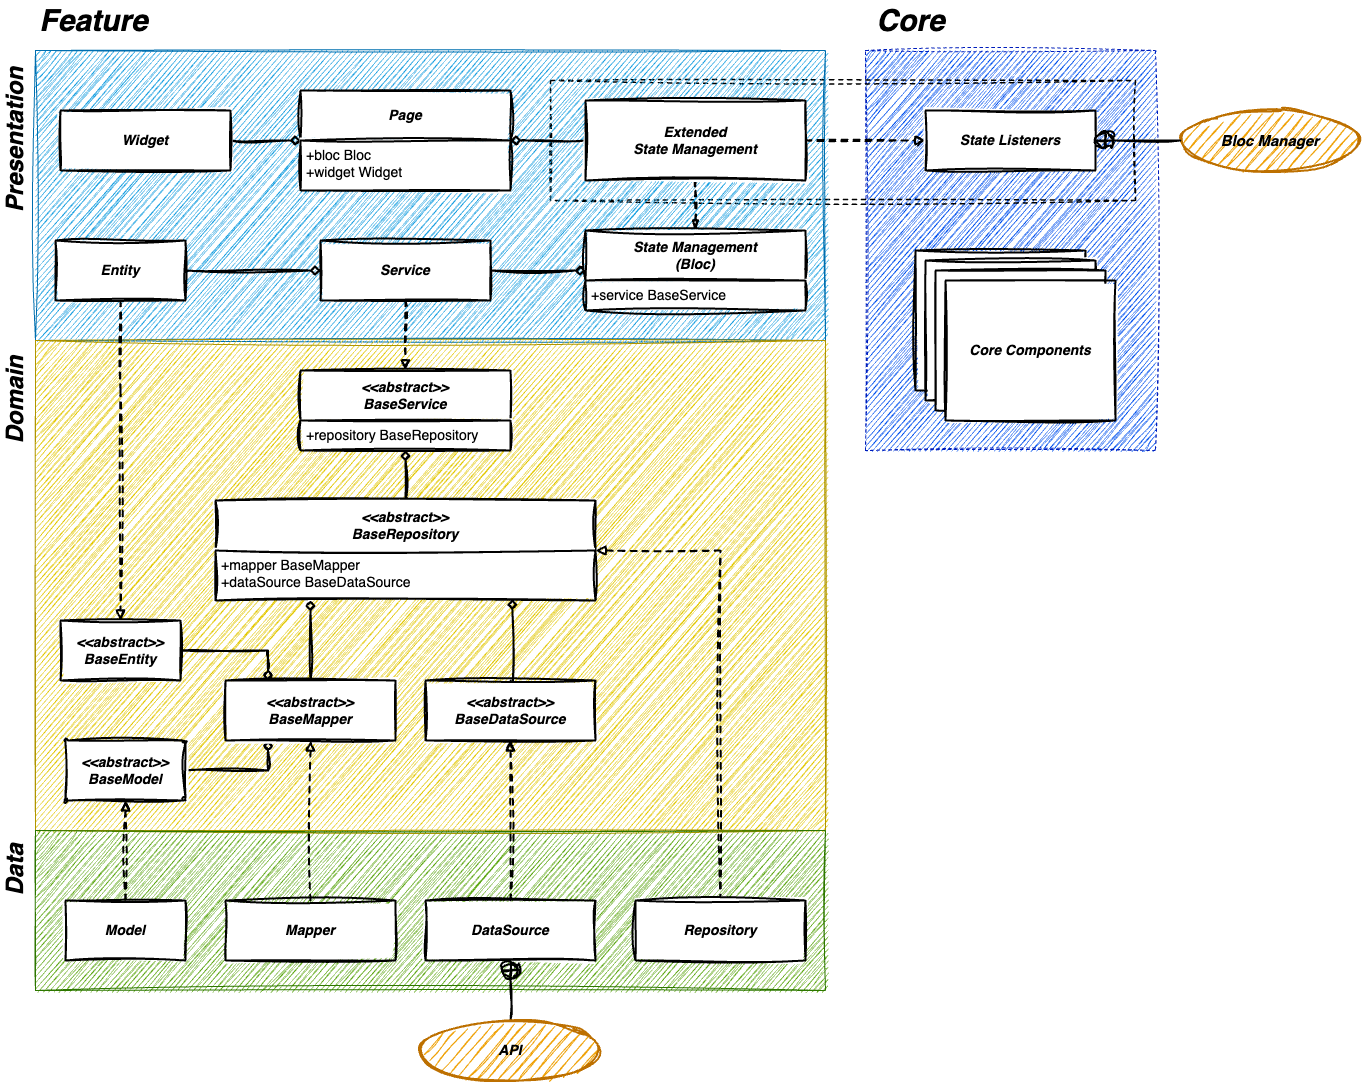 Feature
Core
Presentation
Widget
Page
+bloc Bloc
+widget Widget
Extended
State Management
State Listeners
Bloc Manager
Entity
Service
State Management
(Bloc)
+service BaseService
Core Components
Domain
<<abstract>>
BaseService
+repository BaseRepository
<<abstract>>
BaseRepository
+mapper BaseMapper
+dataSource BaseDataSource
<<abstract>>
BaseEntity
<<abstract>>
BaseMapper
<<abstract>>
BaseDataSource
<<abstract>>
BaseModel
Data
Model
Mapper
DataSource
Repository
API